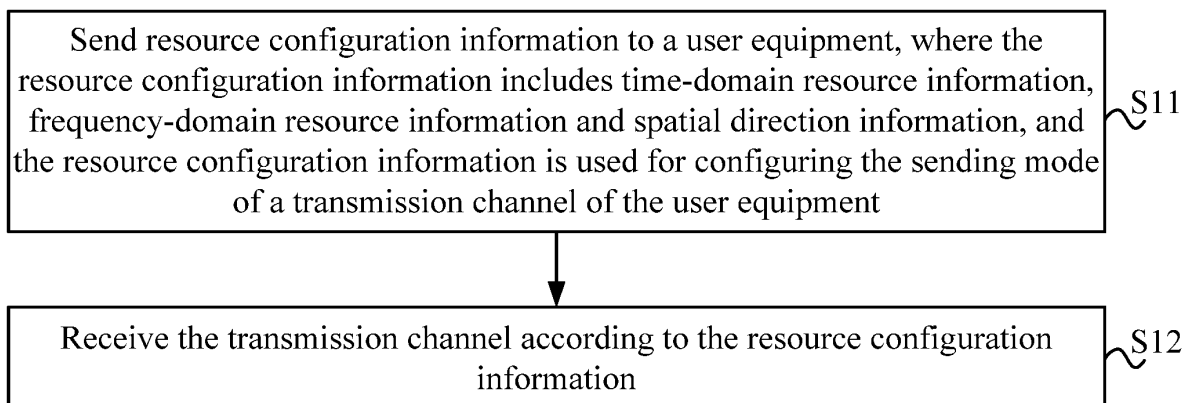 Send resource configuration information to a user equipment, where the
resource configuration information includes time-domain resource information,
frequency-domain resource information and spatial direction information, and
the resource configuration information is used for configuring the sending mode
of a transmission channel of the user equipment
S11
Receive the transmission channel according to the resource configuration
information
S12